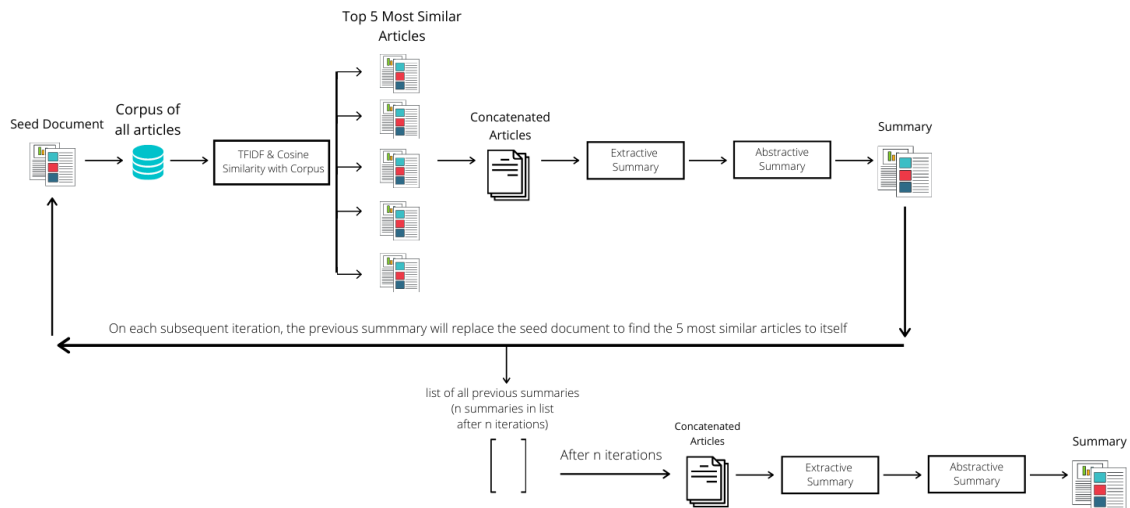 Top 5 Most Similar
Articles
Seed Document
Corpus of
all articles
TFIDF & Cosine
Similarity with Corpus
Concatenated
Articles
Extractive
Summary
Abstractive
Summary
Summary
On each subsequent iteration, the previous summmary will replace the seed document to find the 5 most similar articles to itself
list of all previous summaries
(n summaries in list
after n iterations)
[ ]
After n iterations
Concatenated
Articles
Extractive
Summary
Abstractive
Summary
Summary